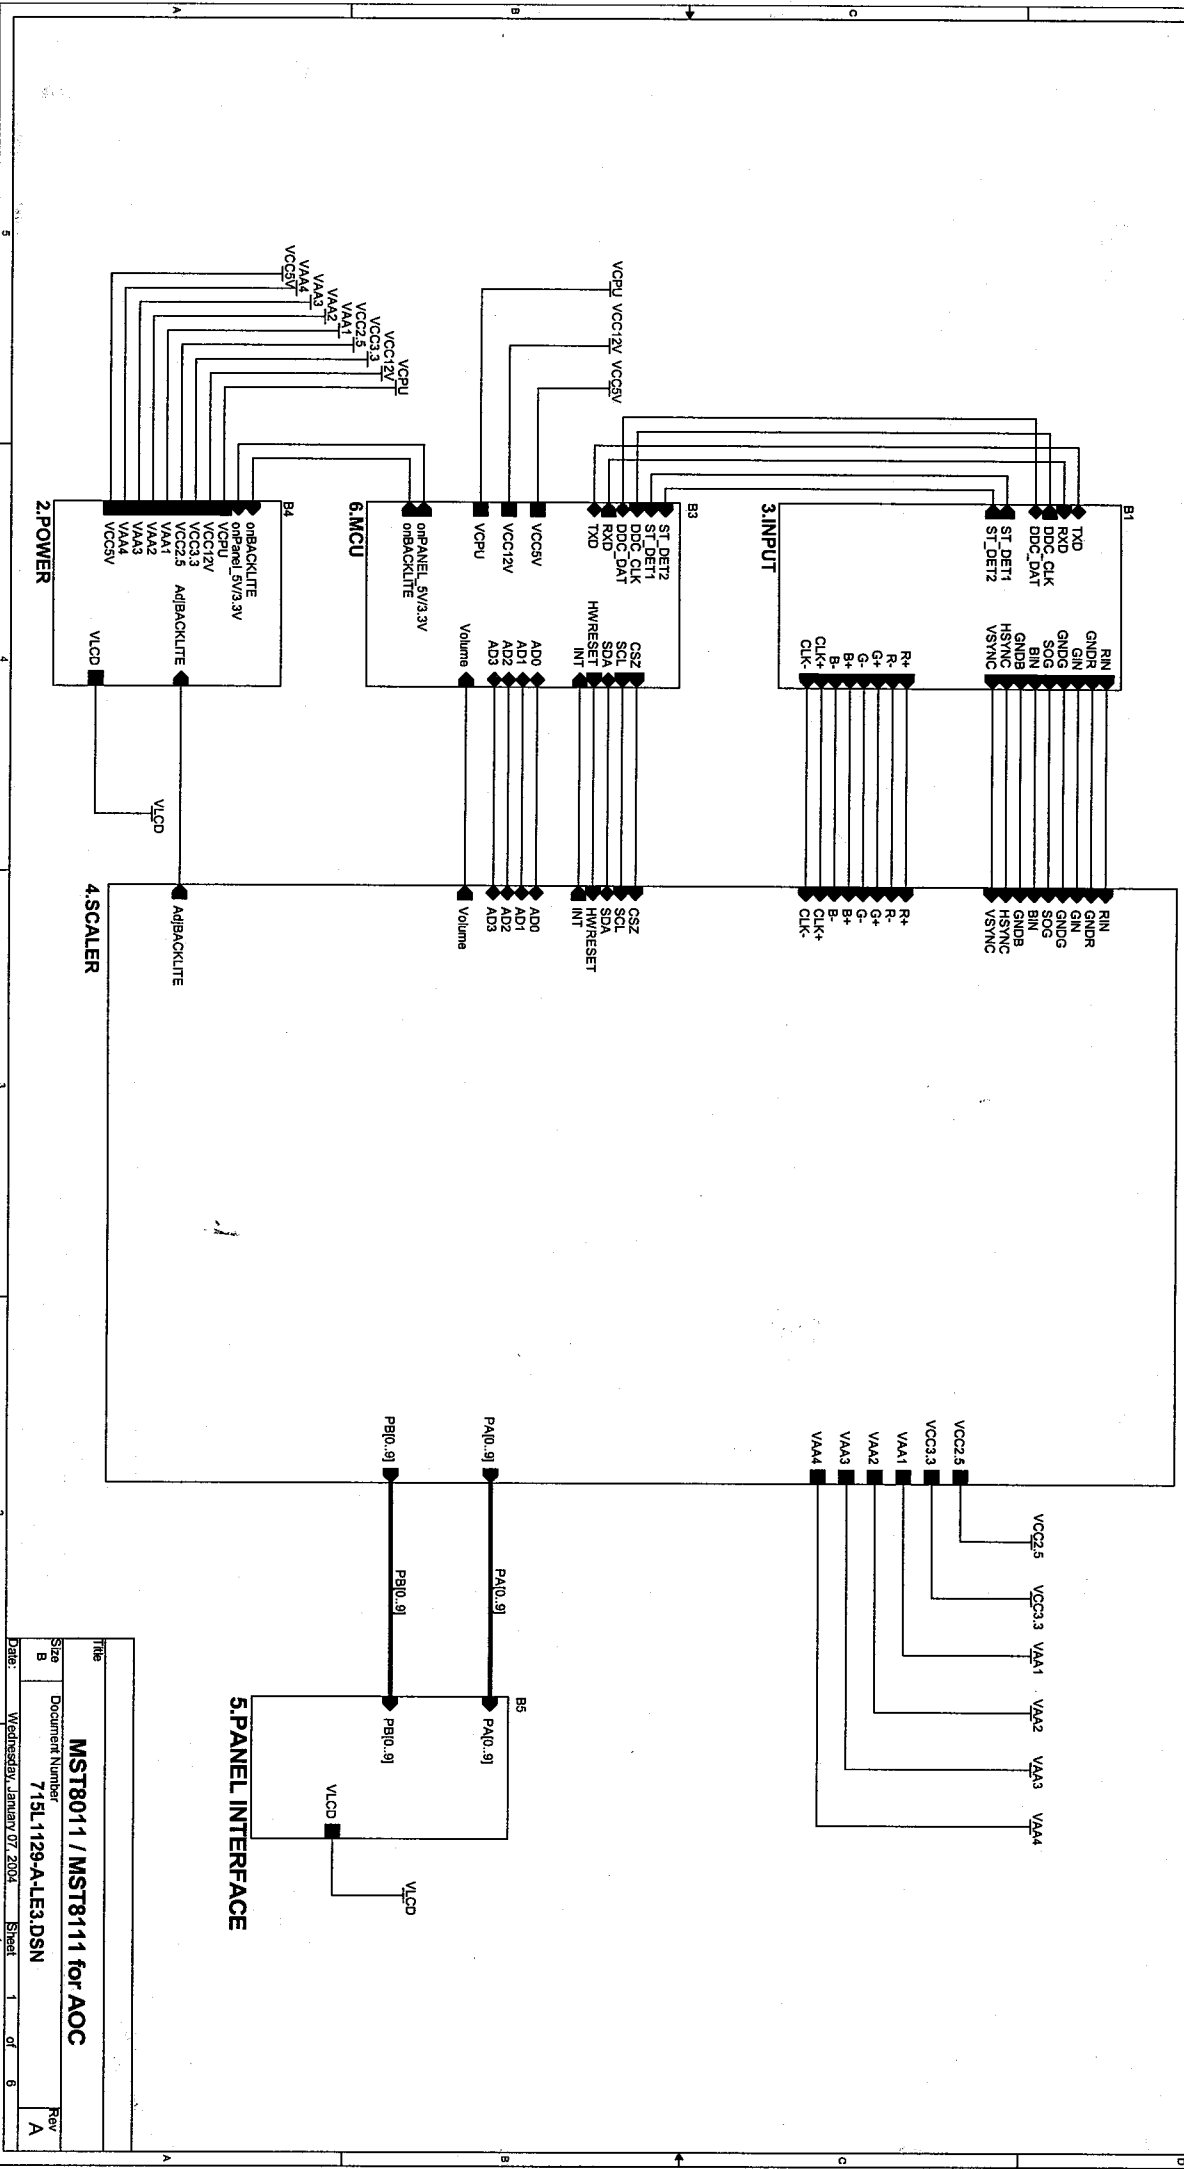 B1
TXD
RXD
DDC_CLK
DDC_DAT
ST_DET1
ST_DET2
RIN
GNDR
GIN
GNDG
SOG
BIN
GNDB
HSYNC
VSYNC
R+
R-
G+
G-
B+
B-
CLK+
CLK-
3.INPUT
VCPU
VCC12V
VCC5V
B3
ST_DET2
ST_DET1
DDC_CLK
DDC_DAT
RXD
TXD
VCC5V
VCC12V
VCPU
onPANEL_5V/3.3V
onBACKLITE
CSZ
SCL
SDA
HWRESET
INT
AD0
AD1
AD2
AD3
Volume
6.MCU
VCPU
VCC12V
VCC3.3
VCC2.5
VAA1
VAA2
VAA3
VAA4
VCC5V
B4
onBACKLITE
onPanel_5V/3.3V
VCPU
VCC12V
VCC3.3
VCC2.5
VAA1
VAA2
VAA3
VAA4
VCC5V
AdjBACKLITE
VLCD
2.POWER
VLCD
RIN
GNDR
GIN
GNDG
SOG
BIN
GNDB
HSYNC
VSYNC
R+
R-
G+
G-
B+
B-
CLK+
CLK-
CSZ
SCL
SDA
HWRESET
INT
AD0
AD1
AD2
AD3
Volume
AdjBACKLITE
4.SCALER
VCC2.5
VCC3.3
VAA1
VAA2
VAA3
VAA4
PA[0..9]
PB[0..9]
VCC2.5
VCC3.3
VAA1
VAA2
VAA3
VAA4
PA[0..9]
PB[0..9]
B5
PA[0..9]
PB[0..9]
VLCD
5.PANEL INTERFACE
VLCD
Title
MST8011 / MST8111 for AOC
Size
B
Document Number
715L1129-A-LE3.DSN
Rev
A
Date:
Wednesday, January 07, 2004
Sheet
1
of
6
5
4
3
2
A
B
C
A
B
C
D